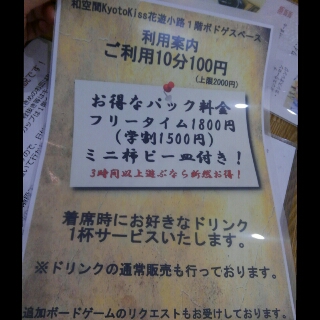 和空間KyotoKiss花遊小路1階ボドゲスペース
利用案内
ご利用10分100円
(上限2000円)
お得なパック料金
フリータイム1800円
(学割1500円)
ミニ柿ピー皿付き!
3時間以上遊ぶなら断然お得!
着席時にお好きなドリンク
1杯サービスいたします。
※ドリンクの通常販売も行っております。
追加ボードゲームのリクエストもお受けしております。